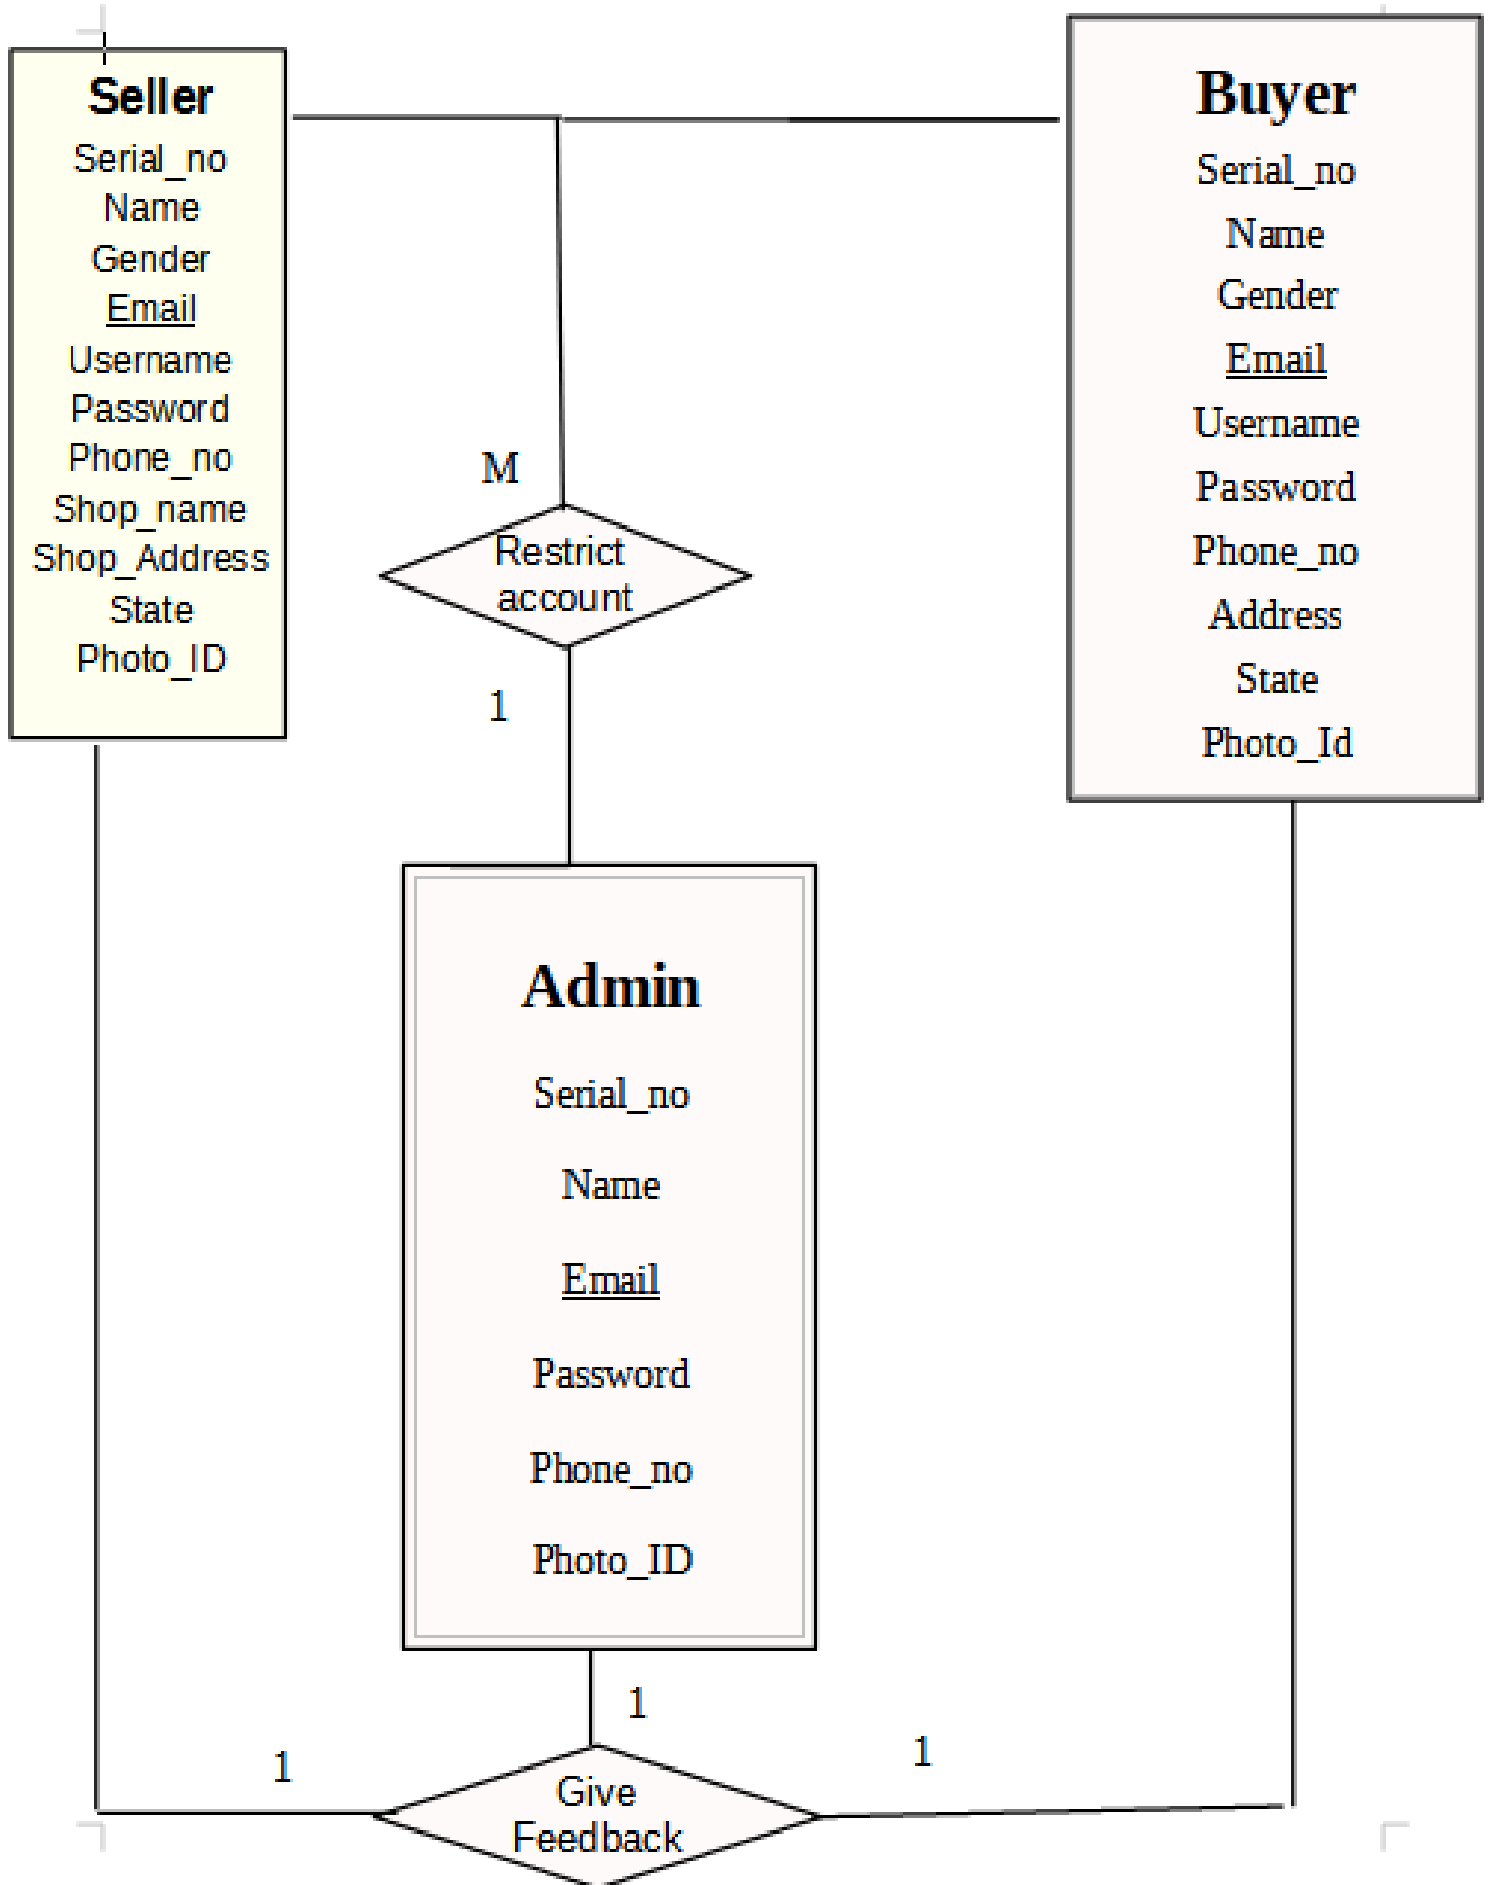 Seller
Serial_no
Name
Gender
Email
Username
Password
Phone_no
Shop_name
Shop_Address
State
Photo_ID
Buyer
Serial_no
Name
Gender
Email
Username
Password
Phone_no
Address
State
Photo_Id
M
Restrict
account
1
Admin
Serial_no
Name
Email
Password
Phone_no
Photo_ID
1
1
1
Give
Feedback